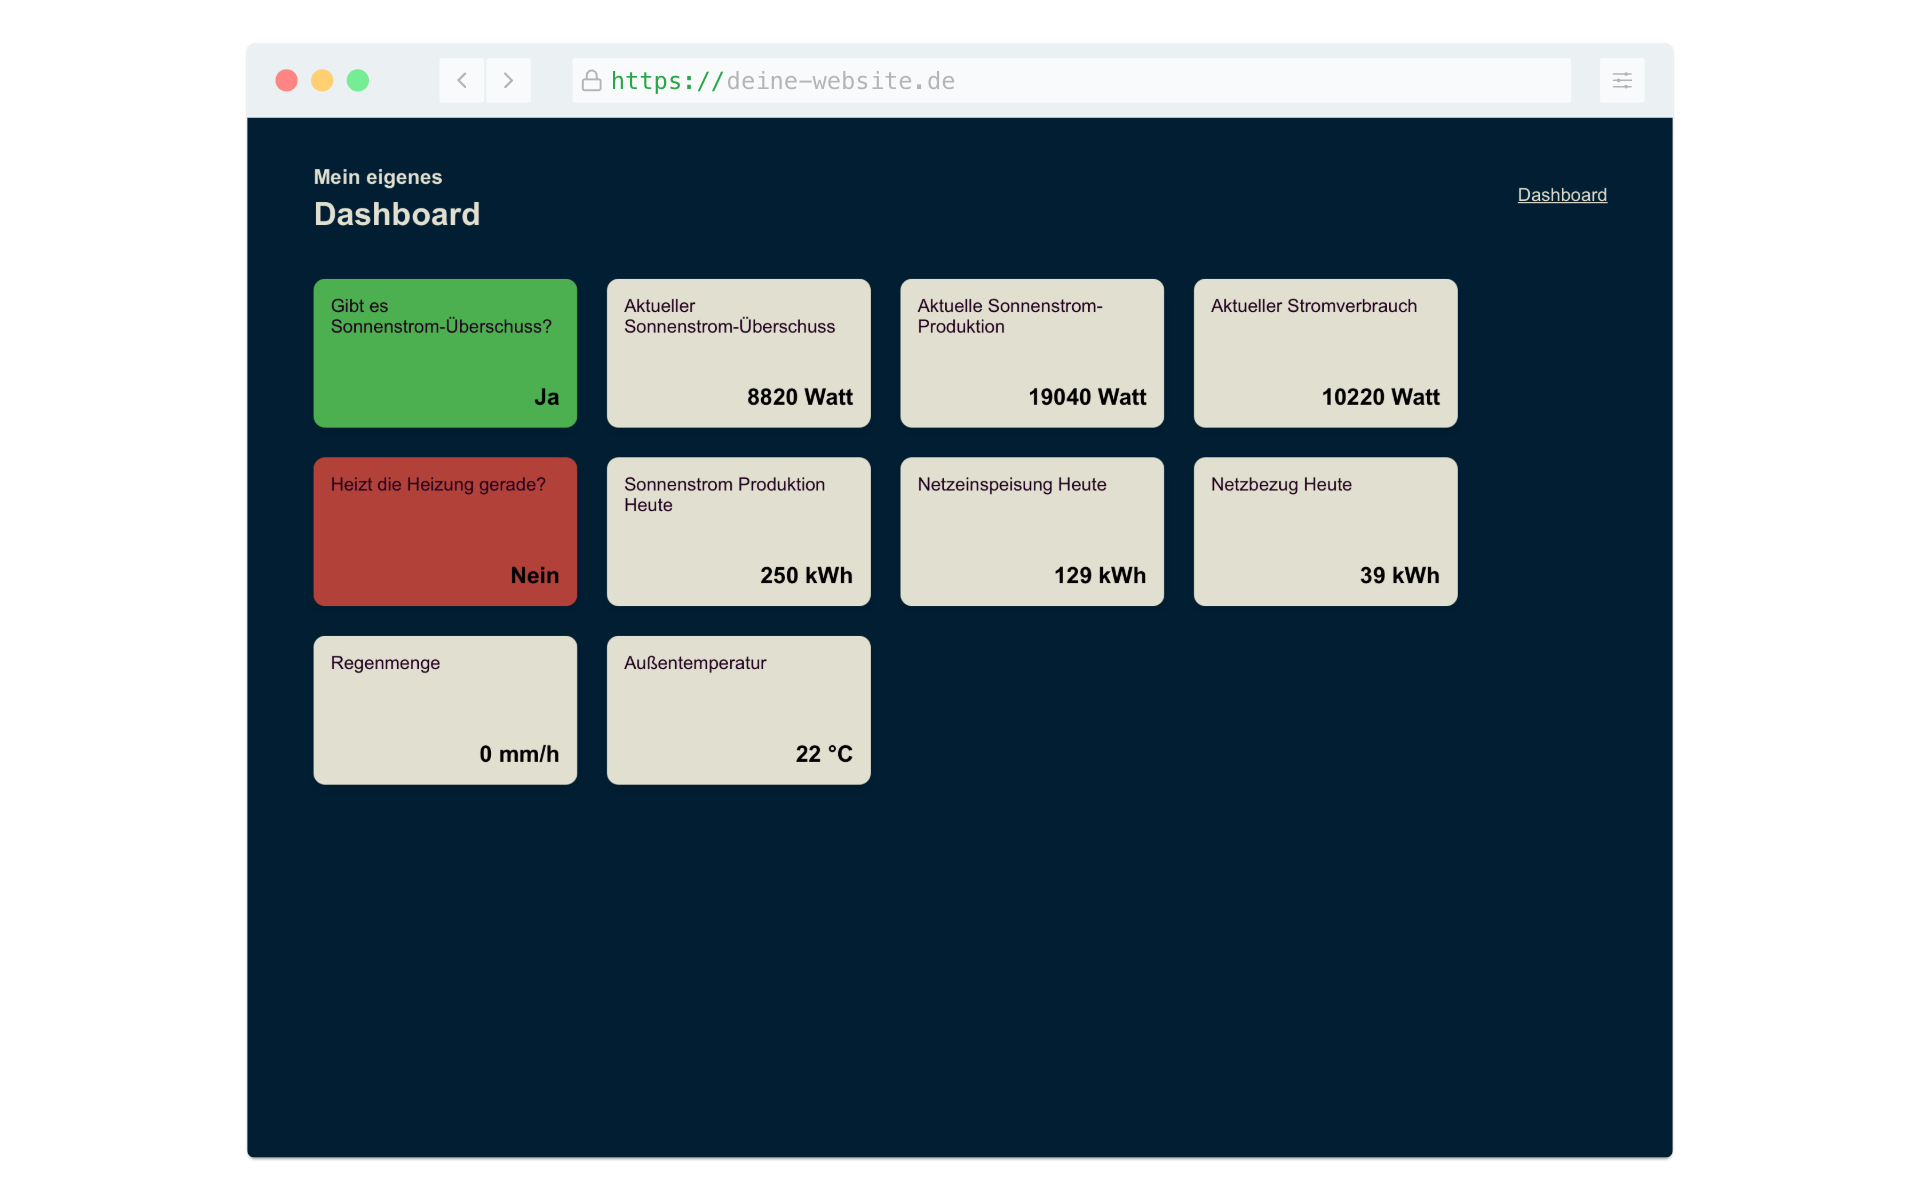 https://deine-website.de
Mein eigenes
Dashboard
Dashboard
Gibt es
Sonnenstrom-Überschuss?
Ja
Aktueller
Sonnenstrom-Überschuss
8820 Watt
Aktuelle Sonnenstrom-
Produktion
19040 Watt
Aktueller Stromverbrauch
10220 Watt
Heizt die Heizung gerade?
Nein
Sonnenstrom Produktion
Heute
250 kWh
Netzeinspeisung Heute
129 kWh
Netzbezug Heute
39 kWh
Regenmenge
0 mm/h
Außentemperatur
22 °C